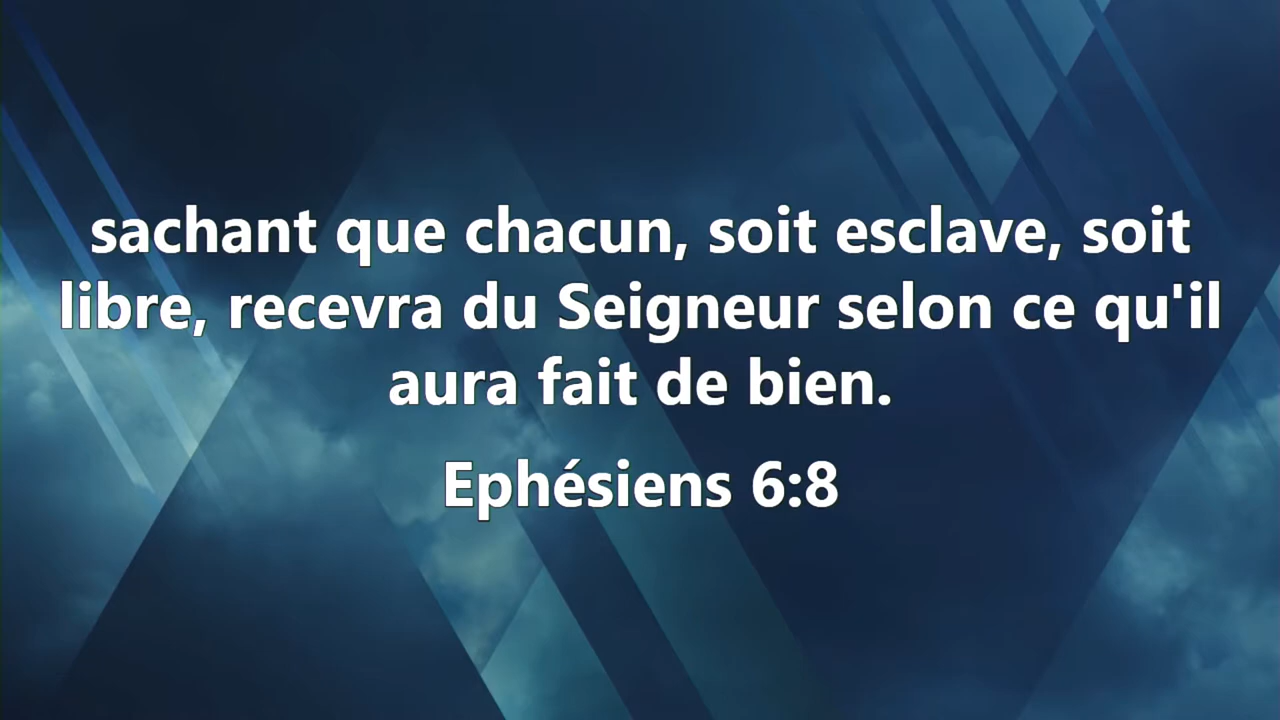 sachant que chacun, soit esclave, soit
libre, recevra du Seigneur selon ce qu'il
aura fait de bien.
Ephésiens 6:8